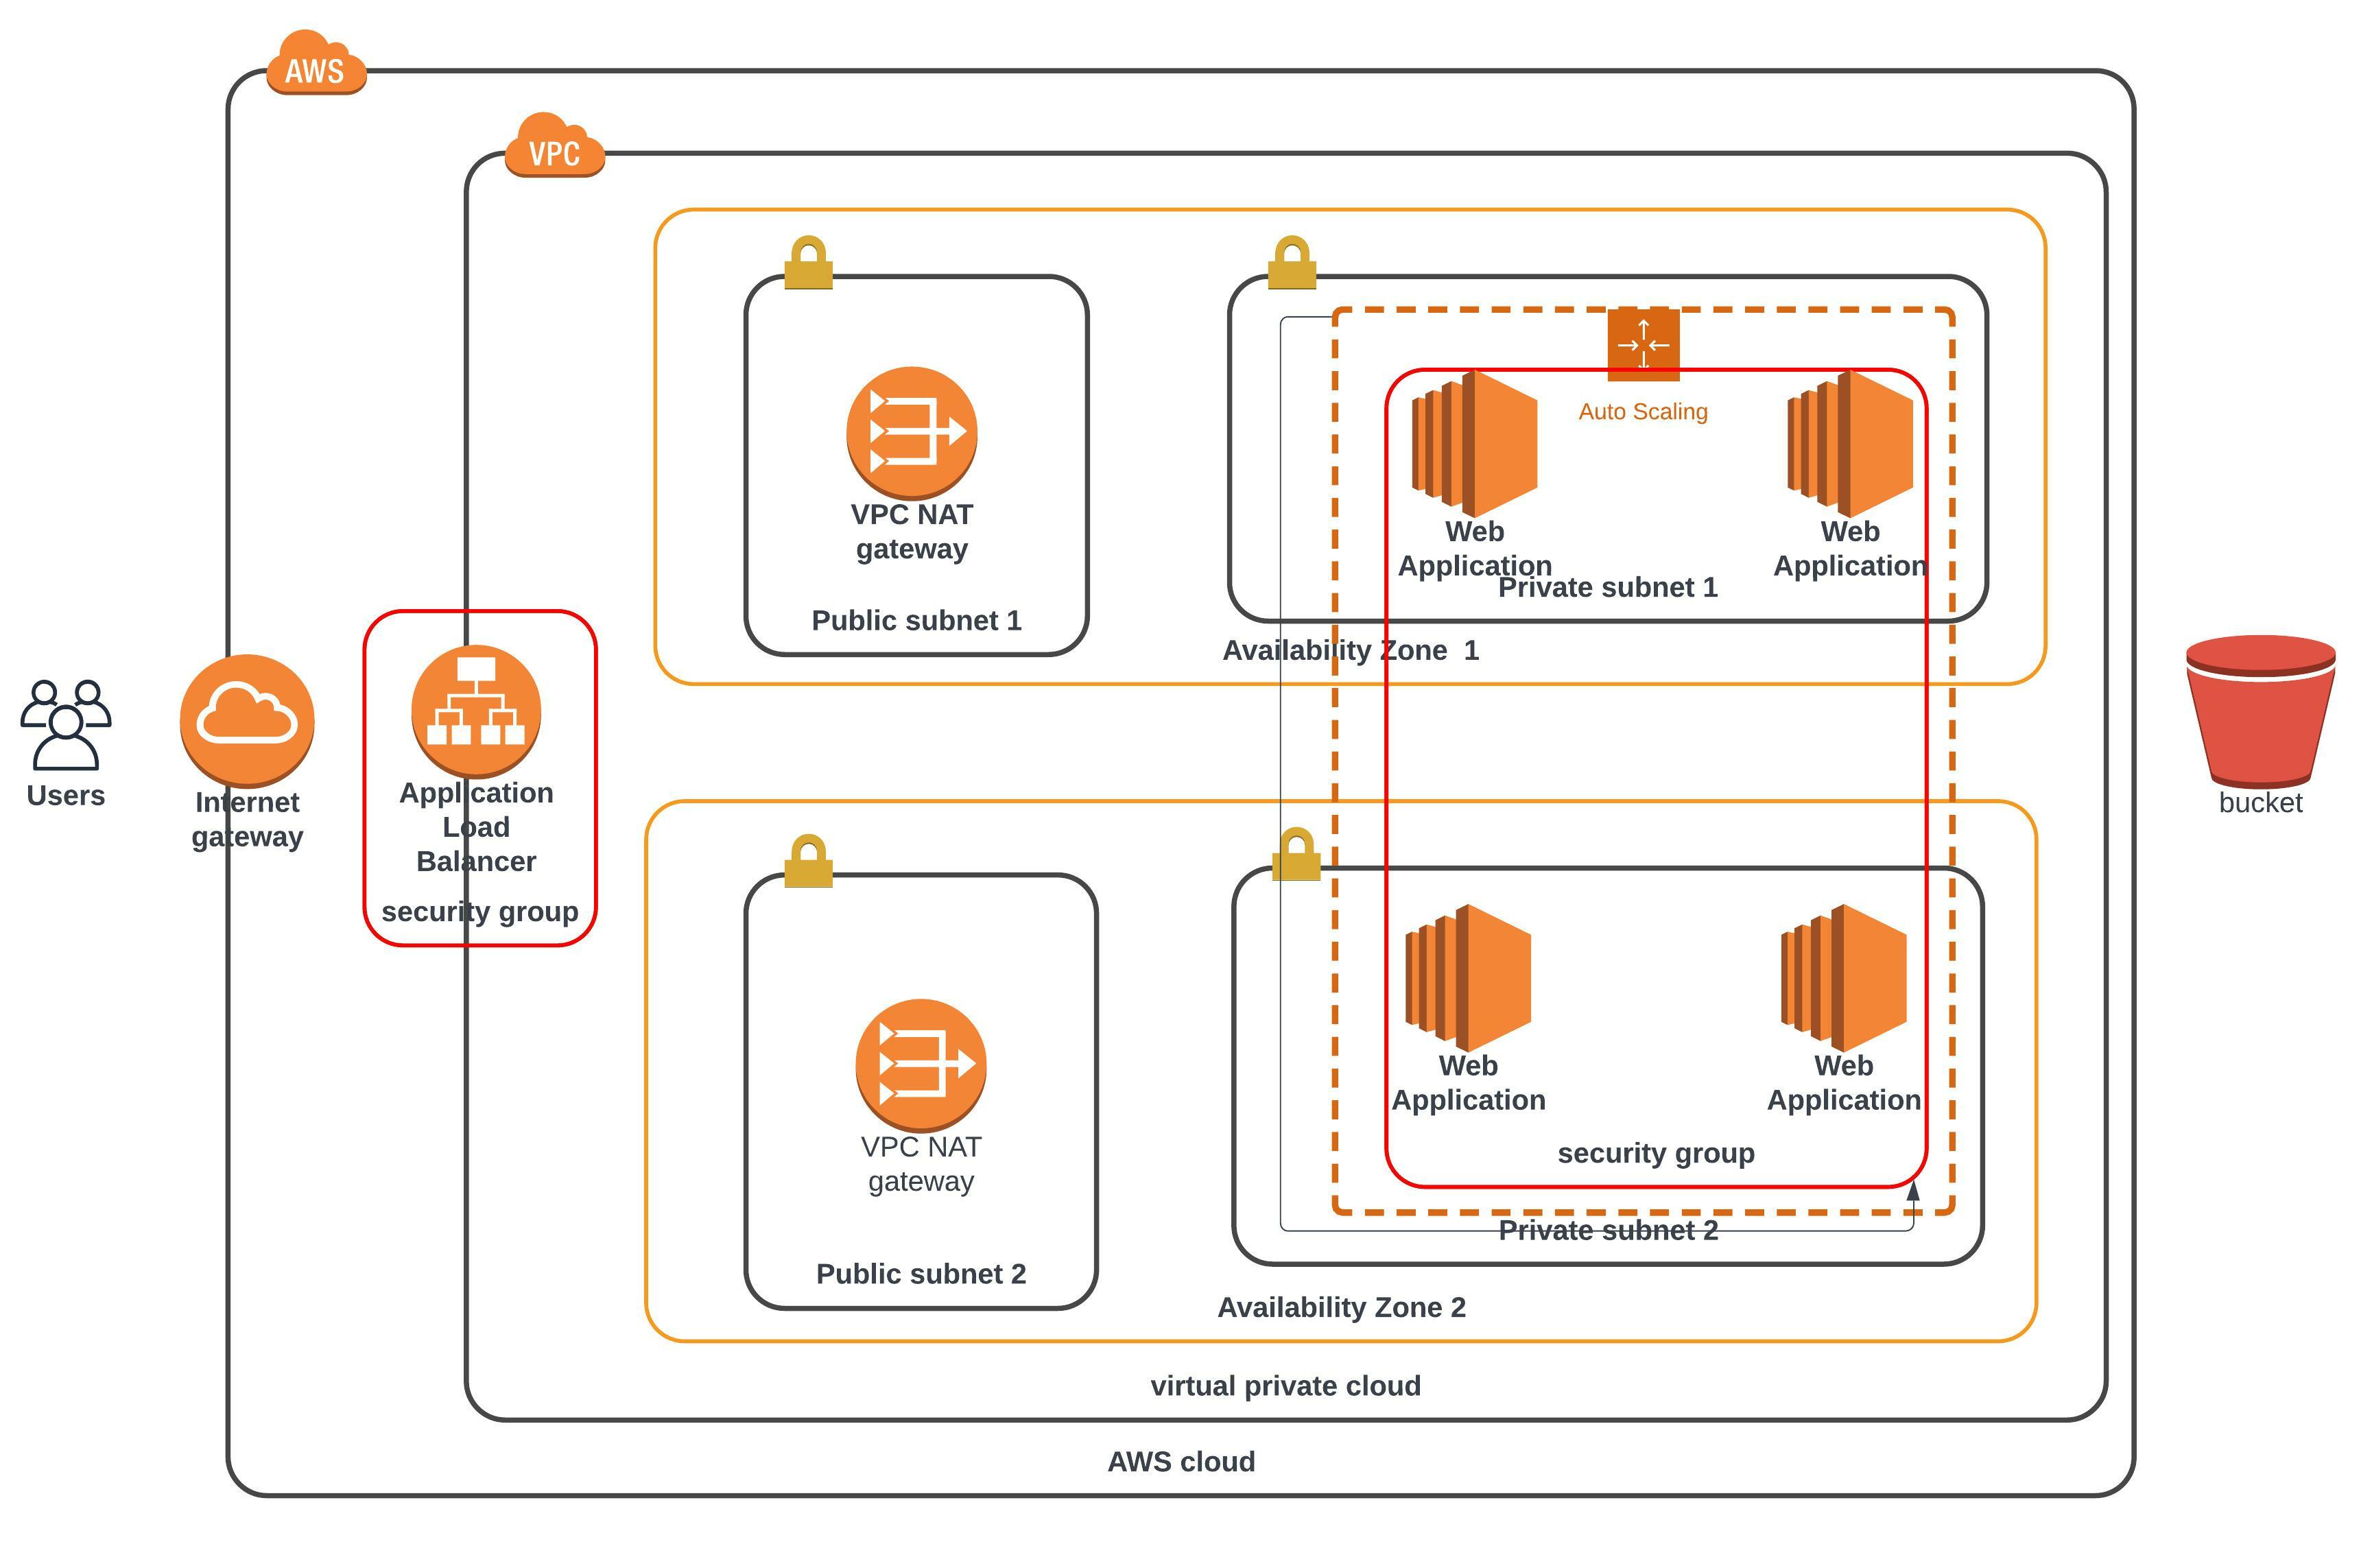 AWS
VPC
Auto Scaling
VPC NAT
gateway
Public subnet 1
Web
Application
Web
Application
Private subnet 1
Availability Zone  1
Users
Internet
gateway
Application
Load
Balancer
security group
bucket
VPC NAT
gateway
Public subnet 2
Web
Application
Web
Application
security group
Private subnet 2
Availability Zone 2
virtual private cloud
AWS cloud